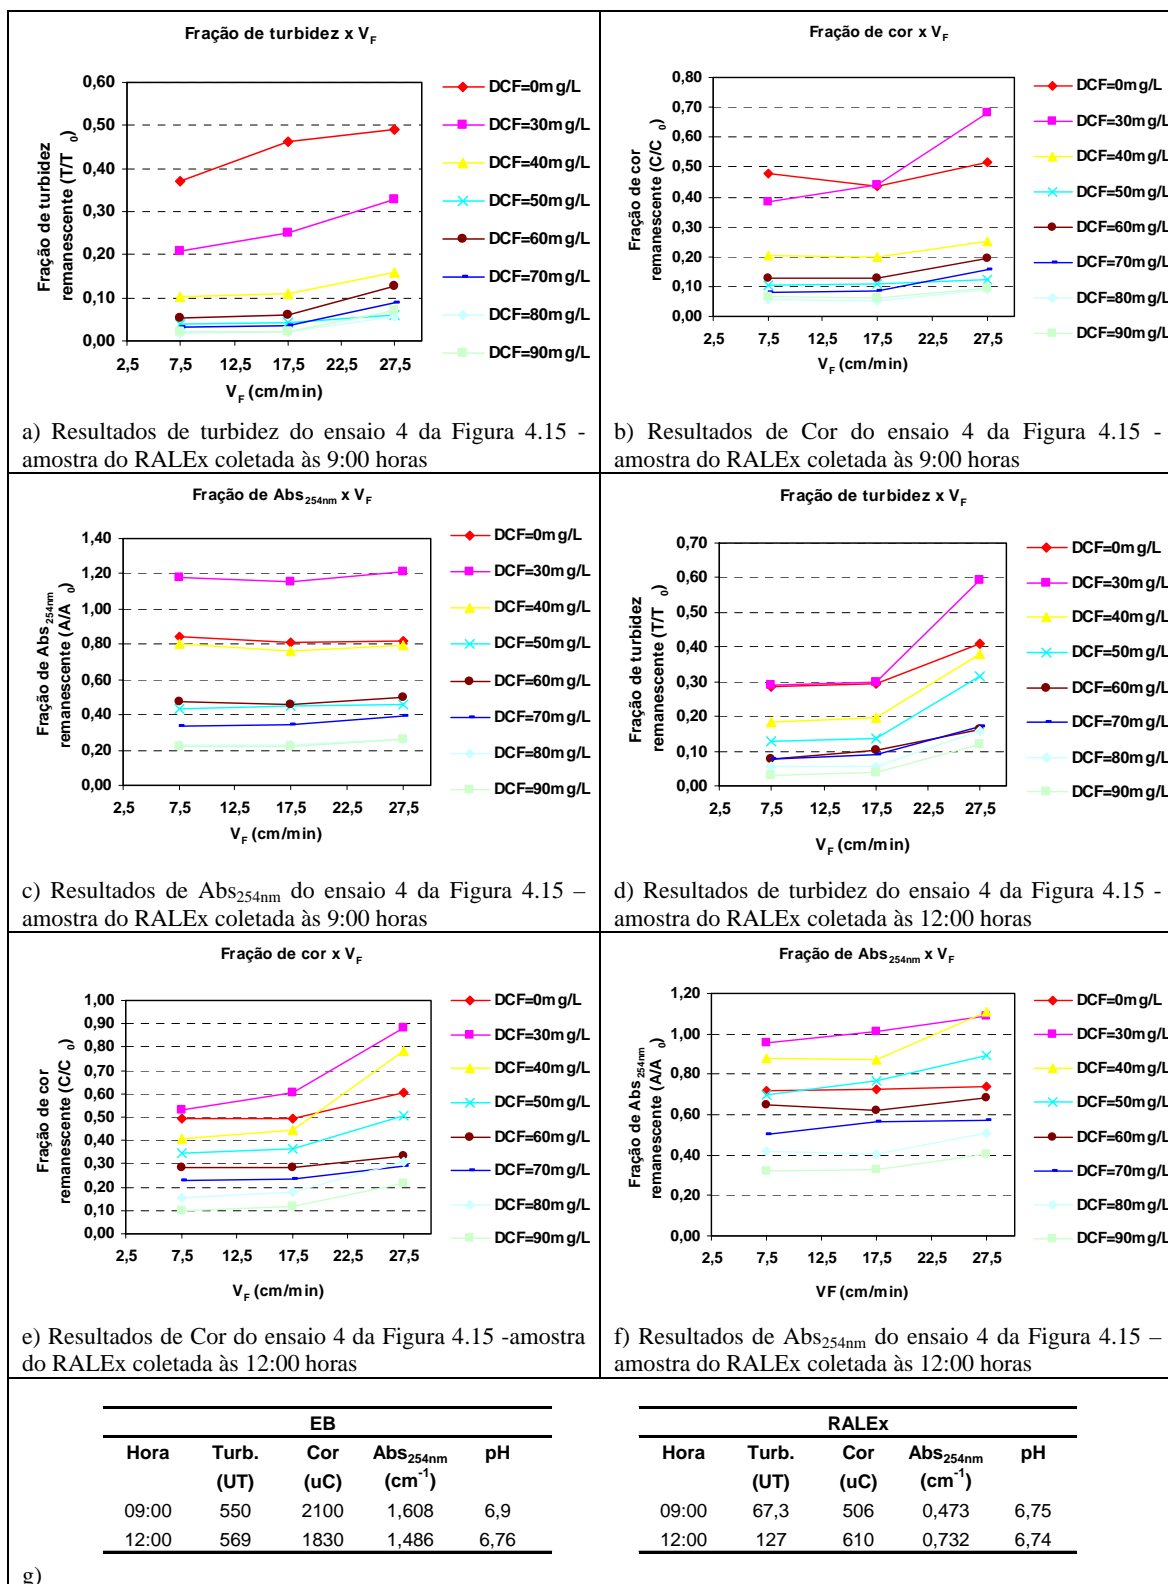 Fração de turbidez x VF
0,60
0,50
0,40
0,30
0,20
0,10
0,00
2,5 7,5 12,5 17,5 22,5 27,5
VF (cm/min)
Fração de turbidez
remanescente (T/T0)
DCF=0mg/L
DCF=30mg/L
DCF=40mg/L
DCF=50mg/L
DCF=60mg/L
DCF=70mg/L
DCF=80mg/L
DCF=90mg/L
a) Resultados de turbidez do ensaio 4 da Figura 4.15 -
amostra do RALEx coletada às 9:00 horas
Fração de cor x VF
0,80
0,70
0,60
0,50
0,40
0,30
0,20
0,10
0,00
2,5 7,5 12,5 17,5 22,5 27,5
VF (cm/min)
Fração de cor
remanescente (C/C0)
DCF=0mg/L
DCF=30mg/L
DCF=40mg/L
DCF=50mg/L
DCF=60mg/L
DCF=70mg/L
DCF=80mg/L
DCF=90mg/L
b) Resultados de Cor do ensaio 4 da Figura 4.15 -
amostra do RALEx coletada às 9:00 horas
Fração de Abs254nm x VF
1,40
1,20
1,00
0,80
0,60
0,40
0,20
0,00
2,5 7,5 12,5 17,5 22,5 27,5
VF (cm/min)
Fração de Abs254nm
remanescente (A/A0)
DCF=0mg/L
DCF=30mg/L
DCF=40mg/L
DCF=50mg/L
DCF=60mg/L
DCF=70mg/L
DCF=80mg/L
DCF=90mg/L
c) Resultados de Abs254nm do ensaio 4 da Figura 4.15 –
amostra do RALEx coletada às 9:00 horas
Fração de turbidez x VF
0,70
0,60
0,50
0,40
0,30
0,20
0,10
0,00
2,5 7,5 12,5 17,5 22,5 27,5
VF (cm/min)
Fração de turbidez
remanescente (T/T0)
DCF=0mg/L
DCF=30mg/L
DCF=40mg/L
DCF=50mg/L
DCF=60mg/L
DCF=70mg/L
DCF=80mg/L
DCF=90mg/L
d) Resultados de turbidez do ensaio 4 da Figura 4.15 -
amostra do RALEx coletada às 12:00 horas
Fração de cor x VF
1,00
0,90
0,80
0,70
0,60
0,50
0,40
0,30
0,20
0,10
0,00
2,5 7,5 12,5 17,5 22,5 27,5
VF (cm/min)
Fração de cor
remanescente (C/C0)
DCF=0mg/L
DCF=30mg/L
DCF=40mg/L
DCF=50mg/L
DCF=60mg/L
DCF=70mg/L
DCF=80mg/L
DCF=90mg/L
e) Resultados de Cor do ensaio 4 da Figura 4.15 -amostra
do RALEx coletada às 12:00 horas
Fração de Abs254nm x VF
1,20
1,00
0,80
0,60
0,40
0,20
0,00
2,5 7,5 12,5 17,5 22,5 27,5
VF (cm/min)
Fração de Abs254nm
remanescente (A/A0)
DCF=0mg/L
DCF=30mg/L
DCF=40mg/L
DCF=50mg/L
DCF=60mg/L
DCF=70mg/L
DCF=80mg/L
DCF=90mg/L
f) Resultados de Abs254nm do ensaio 4 da Figura 4.15 –
amostra do RALEx coletada às 12:00 horas
EB
Hora Turb. Cor Abs254nm pH
(UT) (uC) (cm-1)
09:00 550 2100 1,608 6,9
12:00 569 1830 1,486 6,76
RALEx
Hora Turb. Cor Abs254nm pH
(UT) (uC) (cm-1)
09:00 67,3 506 0,473 6,75
12:00 127 610 0,732 6,74
g)